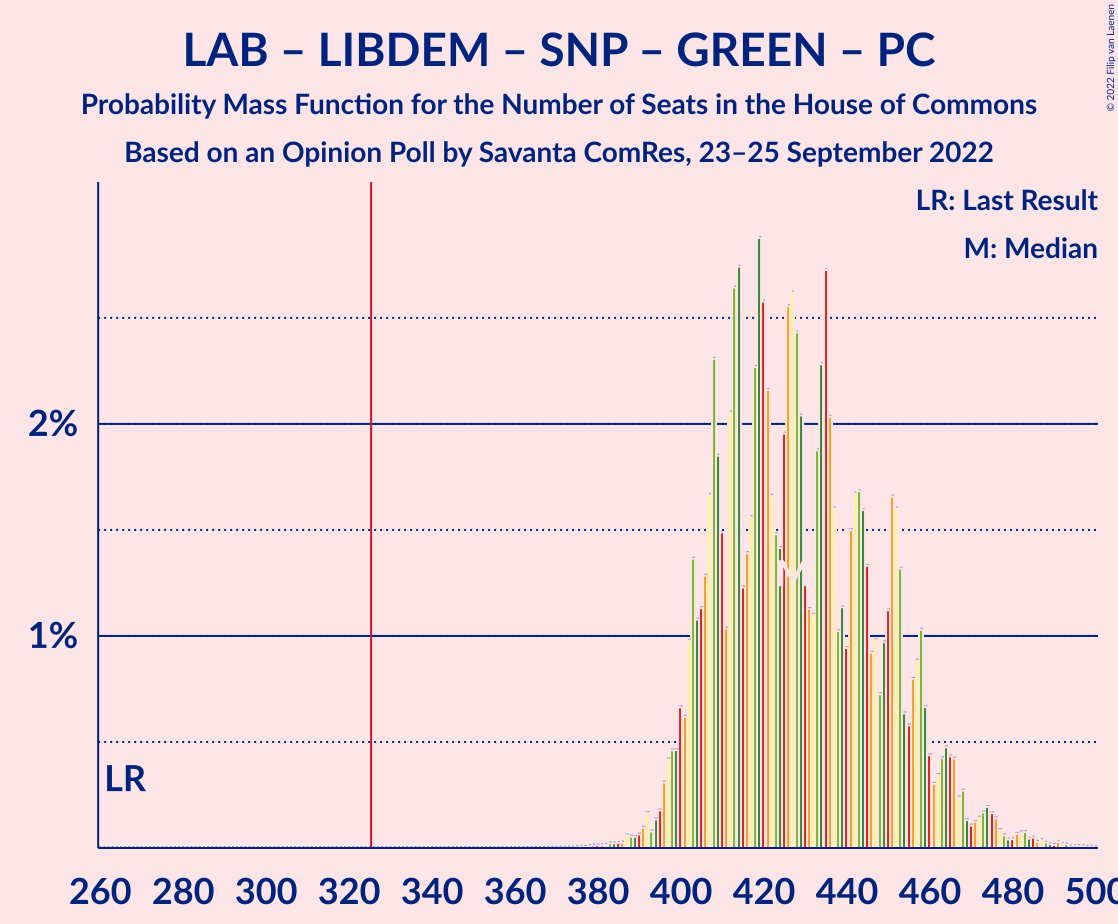 LAB – LIBDEM – SNP – GREEN – PC
Probability Mass Function for the Number of Seats in the House of Commons
Based on an Opinion Poll by Savanta ComRes, 23–25 September 2022
© 2022 Filip van Laenen
LR: Last Result
M: Median
2%
1%
LR
M
260 280 300 320 340 360 380 400 420 440 460 480 500